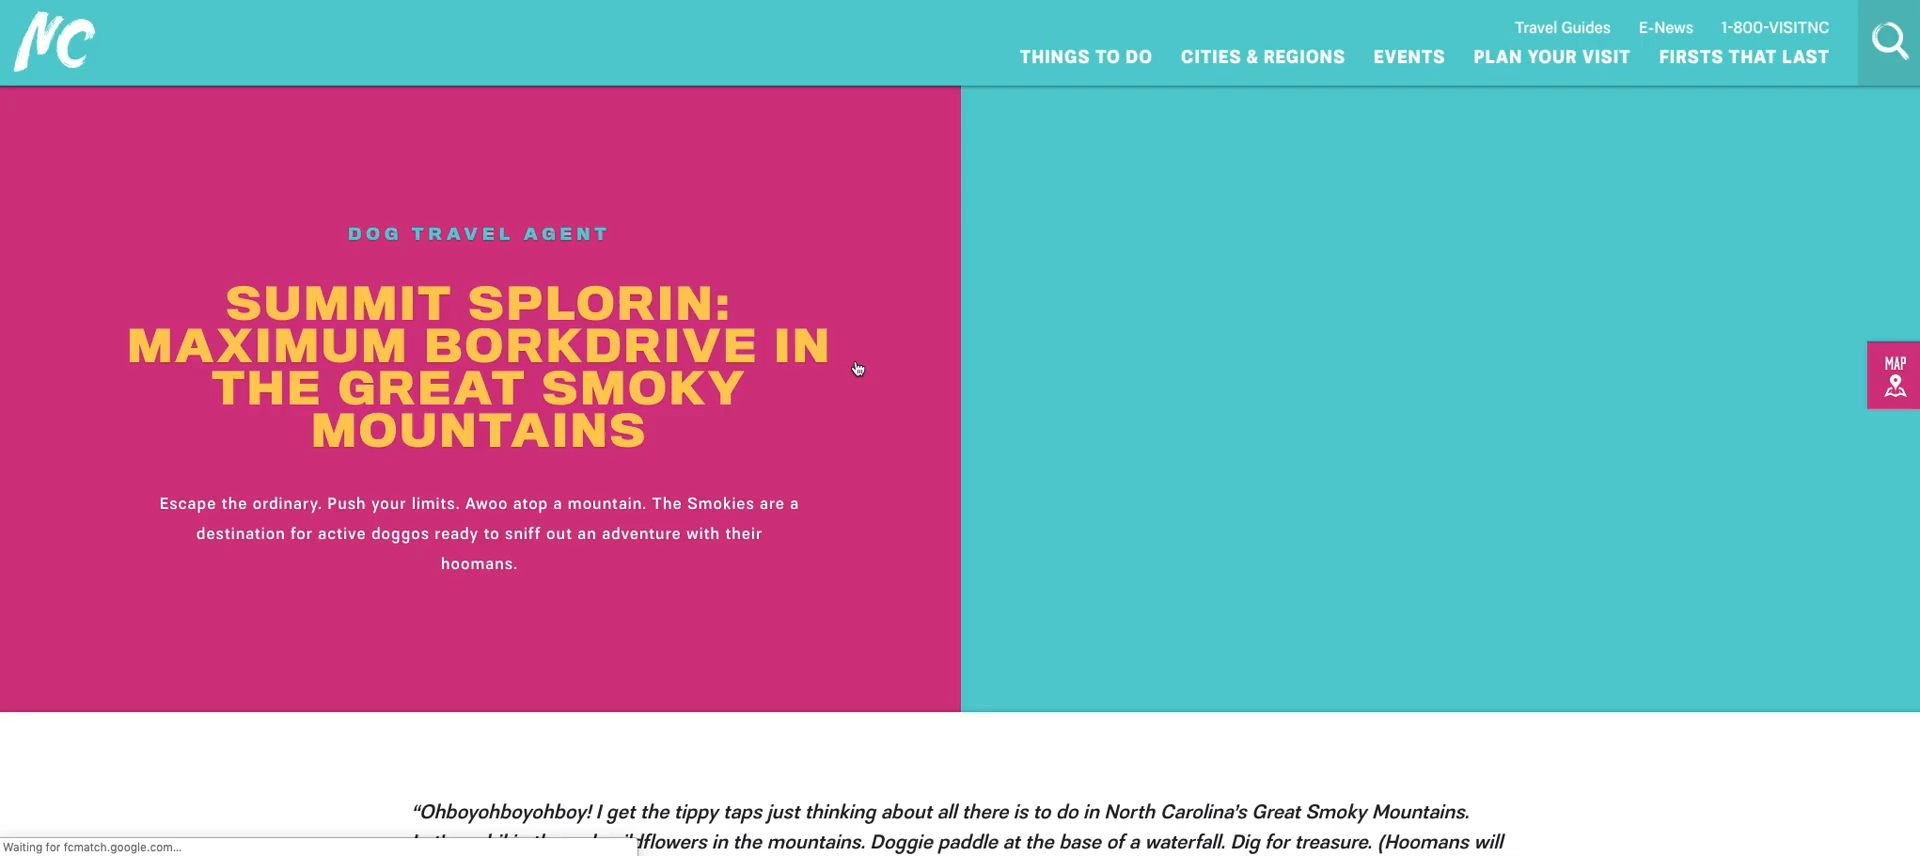 NC
Travel Guides E-News 1-800-VISITNC
THINGS TO DO CITIES & REGIONS EVENTS PLAN YOUR VISIT FIRSTS THAT LAST
DOG TRAVEL AGENT
SUMMIT SPLORIN:
MAXIMUM BORKDRIVE IN
THE GREAT SMOKY
MOUNTAINS
MAP
Escape the ordinary. Push your limits. Awoo atop a mountain. The Smokies are a
destination for active doggos ready to sniff out an adventure with their
hoomans.
“Ohboyohboyohboy! I get the tippy taps just thinking about all there is to do in North Carolina’s Great Smoky Mountains.
in the mountains. Doggie paddle at the base of a waterfall. Dig for treasure. (Hoomans will
Waiting for fcmatch.google.com...